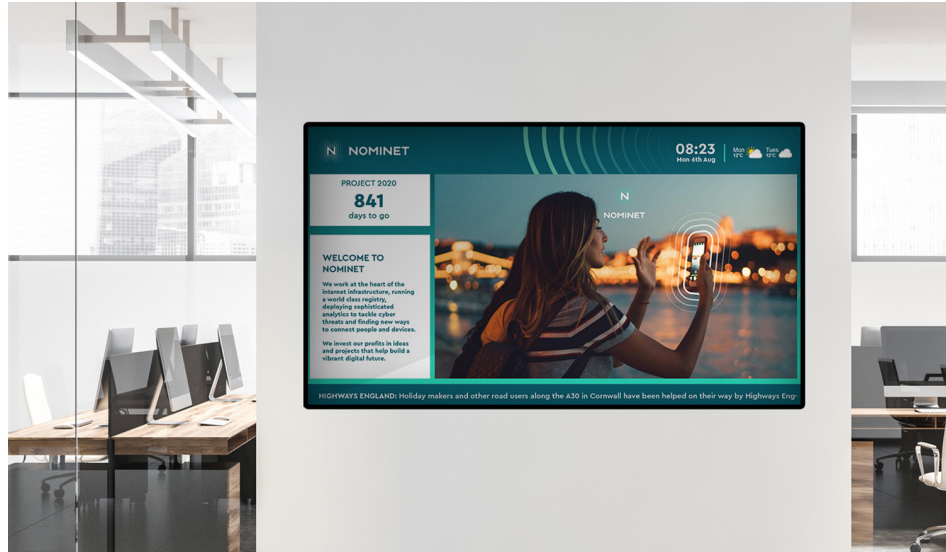 NOMINET
08:23
Mon 6th Aug
Mon
12°C
Tues
12°C
PROJECT 2020
841
days to go
N
NOMINET
WELCOME TO
NOMINET
We work at the heart of the
internet infrastructure, running
a world class registry,
deploying sophisticated
analytics to tackle cyber
threats and finding new ways
to connect people and devices.
We invest our profits in ideas
and projects that help build a
vibrant digital future.
HIGHWAYS ENGLAND: Holiday makers and other road users along the A30 in Cornwall have been helped on their way by Highways Eng-